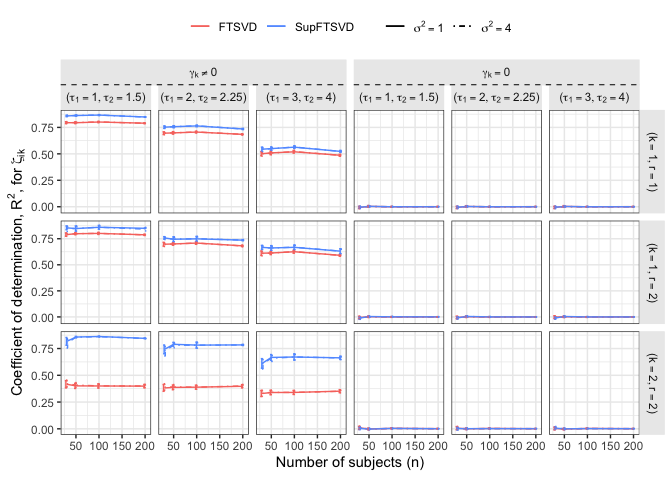 FTSVD SupFTSVD σ² = 1 σ² = 4
γₖ ≠ 0 γₖ = 0
(τ₁ = 1, τ₂ = 1.5) (τ₁ = 2, τ₂ = 2.25) (τ₁ = 3, τ₂ = 4) (τ₁ = 1, τ₂ = 1.5) (τ₁ = 2, τ₂ = 2.25) (τ₁ = 3, τ₂ = 4)
Coefficient of determination, R², for ζᵢₖ
0.75
0.50
0.25
0.00
(k = 1, r = 1)
0.75
0.50
0.25
0.00
(k = 1, r = 2)
0.75
0.50
0.25
0.00
(k = 2, r = 2)
50 100 150 200 50 100 150 200 50 100 150 200 50 100 150 200 50 100 150 200 50 100 150 200
Number of subjects (n)